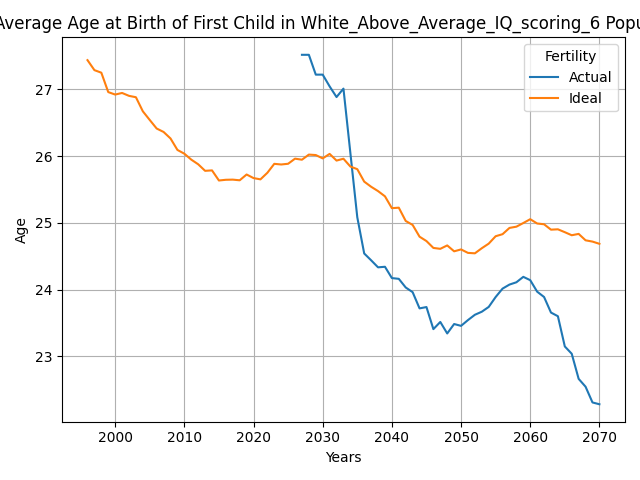 Average Age at Birth of First Child in White_Above_Average_IQ_scoring_6 Popu
Fertility
Actual
Ideal
27
26
25
24
23
Age
2000 2010 2020 2030 2040 2050 2060 2070
Years